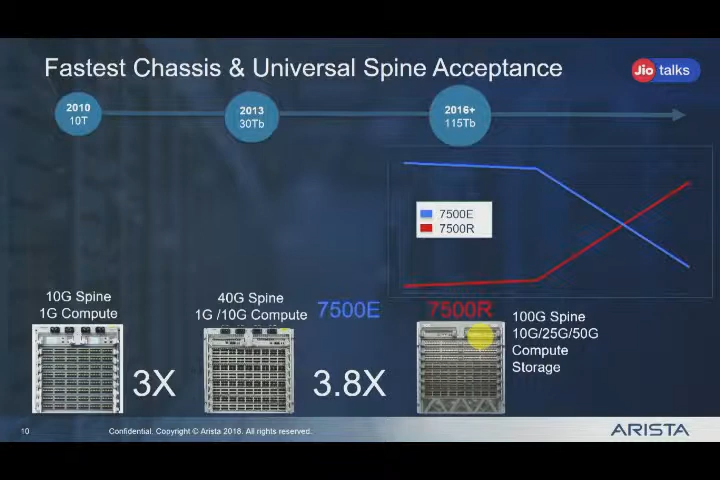 Fastest Chassis & Universal Spine Acceptance
Jio talks
2010
10T
2013
30Tb
2016+
115Tb
7500E
7500R
10G Spine
1G Compute
3X
40G Spine
1G /10G Compute
7500E
3.8X
7500R
100G Spine
10G/25G/50G
Compute
Storage
10
Confidential. Copyright © Arista 2018. All rights reserved.
ARISTA